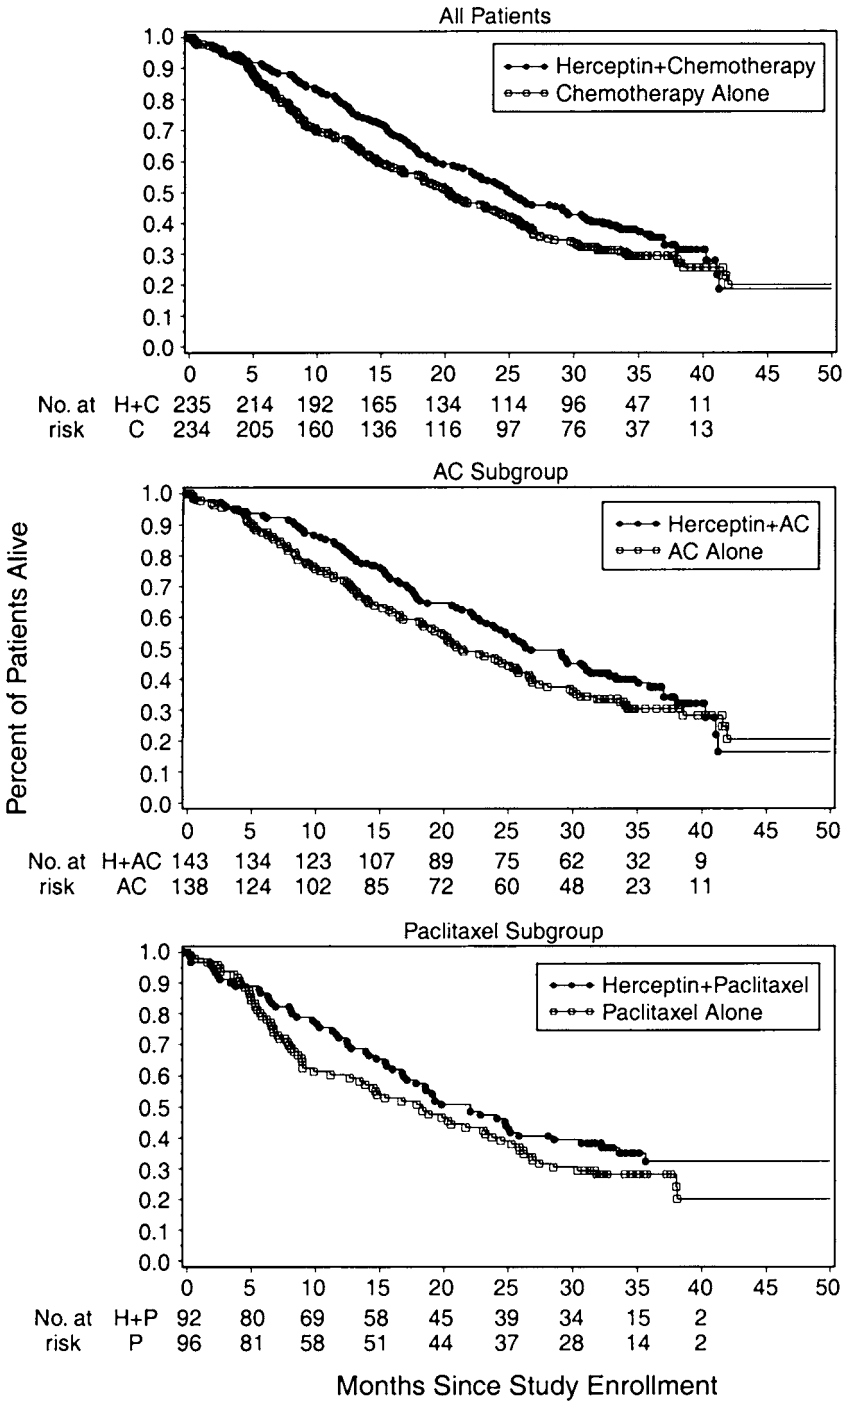 All Patients
Herceptin+Chemotherapy
Chemotherapy Alone
1.0
0.9
0.8
0.7
0.6
0.5
0.4
0.3
0.2
0.1
0.0
0 5 10 15 20 25 30 35 40 45 50
No. at H+C 235 214 192 165 134 114 96 47 11
risk C 234 205 160 136 116 97 76 37 13
AC Subgroup
Herceptin+AC
AC Alone
1.0
0.9
0.8
0.7
0.6
0.5
0.4
0.3
0.2
0.1
0.0
0 5 10 15 20 25 30 35 40 45 50
No. at H+AC 143 134 123 107 89 75 62 32 9
risk AC 138 124 102 85 72 60 48 23 11
Percent of Patients Alive
Paclitaxel Subgroup
Herceptin+Paclitaxel
Paclitaxel Alone
1.0
0.9
0.8
0.7
0.6
0.5
0.4
0.3
0.2
0.1
0.0
0 5 10 15 20 25 30 35 40 45 50
No. at H+P 92 80 69 58 45 39 34 15 2
risk P 96 81 58 51 44 37 28 14 2
Months Since Study Enrollment